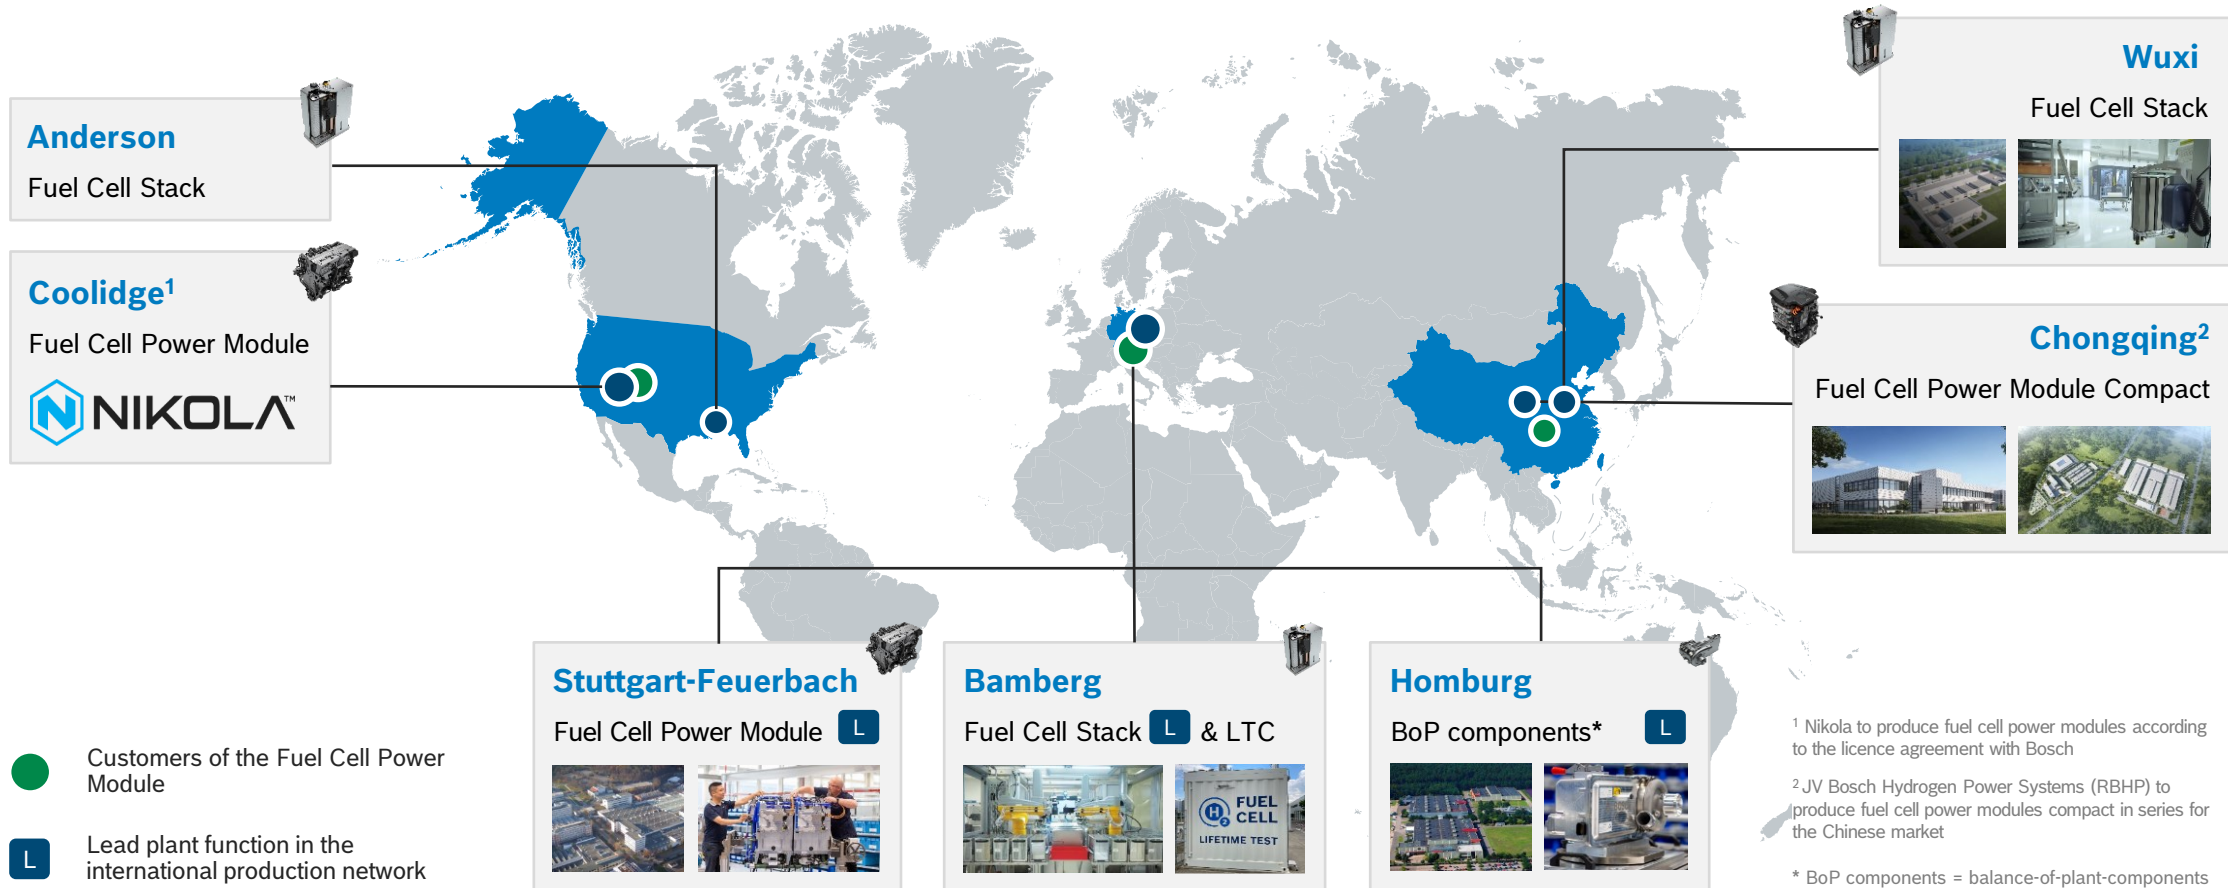 Anderson
Fuel Cell Stack
Coolidge¹
Fuel Cell Power Module
NIKOLA™
Wuxi
Fuel Cell Stack
Chongqing²
Fuel Cell Power Module Compact
Stuttgart-Feuerbach
Fuel Cell Power Module L
Bamberg
Fuel Cell Stack L & LTC
H2 FUEL
CELL
LIFETIME TEST
Homburg
BoP components* L
Customers of the Fuel Cell Power
Module
L Lead plant function in the
international production network
¹ Nikola to produce fuel cell power modules according
to the licence agreement with Bosch
² JV Bosch Hydrogen Power Systems (RBHP) to
produce fuel cell power modules compact in series for
the Chinese market
* BoP components = balance-of-plant-components